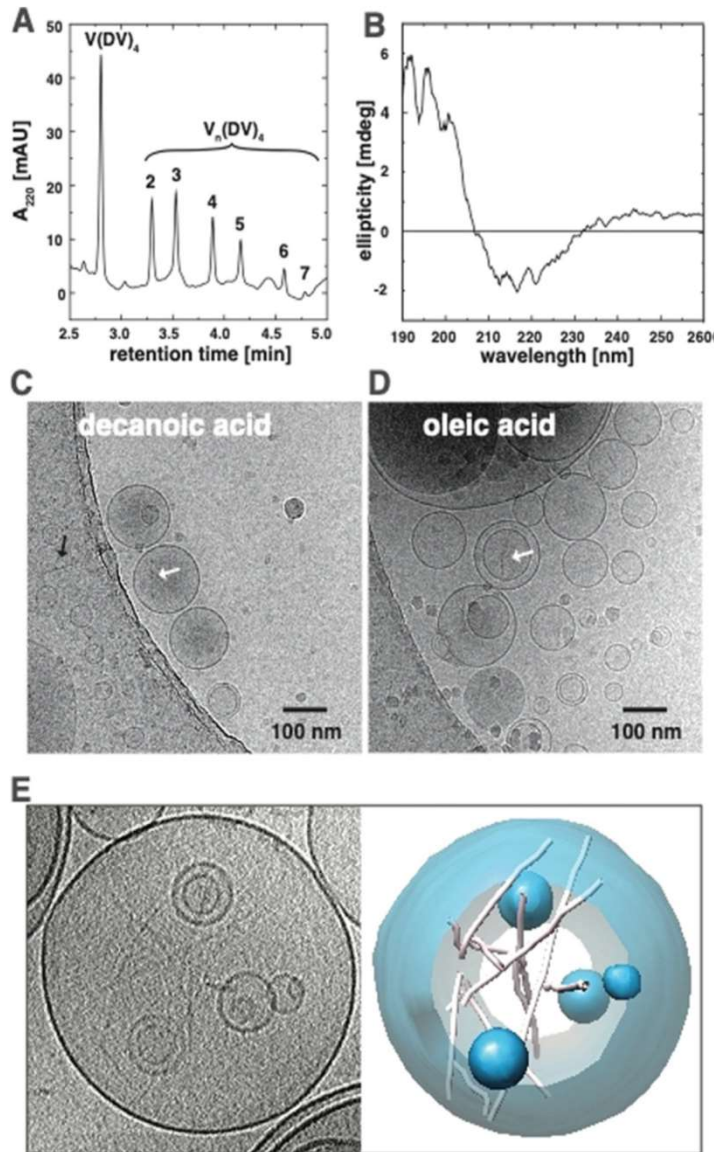 A
V(DV)4
Vn(DV)4
2
3
4
5
6
7
50
40
30
20
10
0
A220 [mAU]
2.5 3.0 3.5 4.0 4.5 5.0
retention time [min]
B
6
4
2
0
-2
ellipticity [mdeg]
190 200 210 220 230 240 250 2600
wavelength [nm]
C
decanoic acid
100 nm
D
oleic acid
100 nm
E